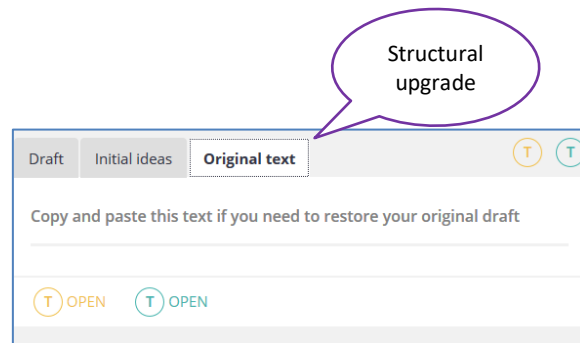 Structural
upgrade
Draft Initial ideas Original text T T
Copy and paste this text if you need to restore your original draft
T OPEN T OPEN